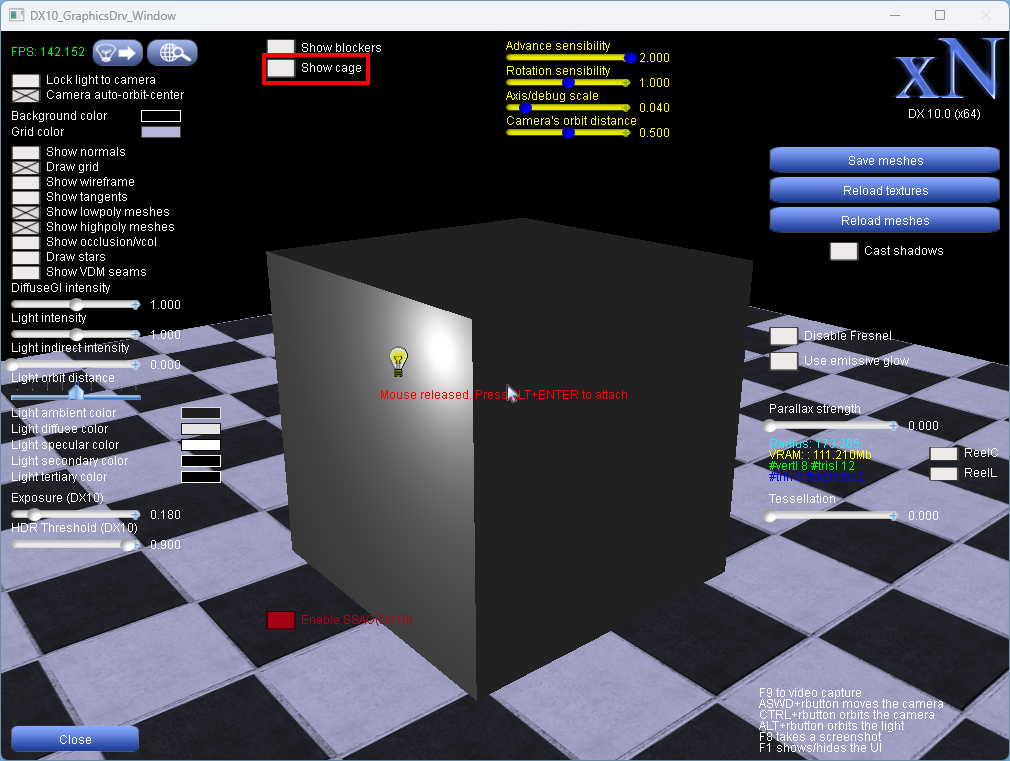 DX10_GraphicsDrv_Window
FPS: 142.152
Show blockers
Show cage
Lock light to camera
Camera auto-orbit-center
Background color
Grid color
Show normals
Draw grid
Show wireframe
Show tangents
Show lowpoly meshes
Show highpoly meshes
Show occlusion/vcol
Draw stars
Show VDM seams
DiffuseGI intensity
1.000
Light intensity
1.000
Light indirect intensity
0.000
Light orbit distance
Light ambient color
Light diffuse color
Light specular color
Light secondary color
Light tertiary color
Exposure (DX10)
0.180
HDR Threshold (DX10)
0.900
Close
Advance sensibility
2.000
Rotation sensibility
1.000
Axis/debug scale
0.040
Camera's orbit distance
0.500
Mouse released. Press ALT+ENTER to attach
Enable
xN
DX 10.0 (x64)
Save meshes
Reload textures
Reload meshes
Cast shadows
Disable Fresnel
Use emissive glow
Parallax strength
0.000
Radius:
VRAM: : 111.210Mb
#vertl 8 #trisl 12
ReelC
ReelL
Tessellation
0.000
F9 to video capture
ASWD+rbutton moves the camera
CTRL+rbutton orbits the camera
ALT+rbutton orbits the light
F8 takes a screenshot
F1 shows/hides the UI